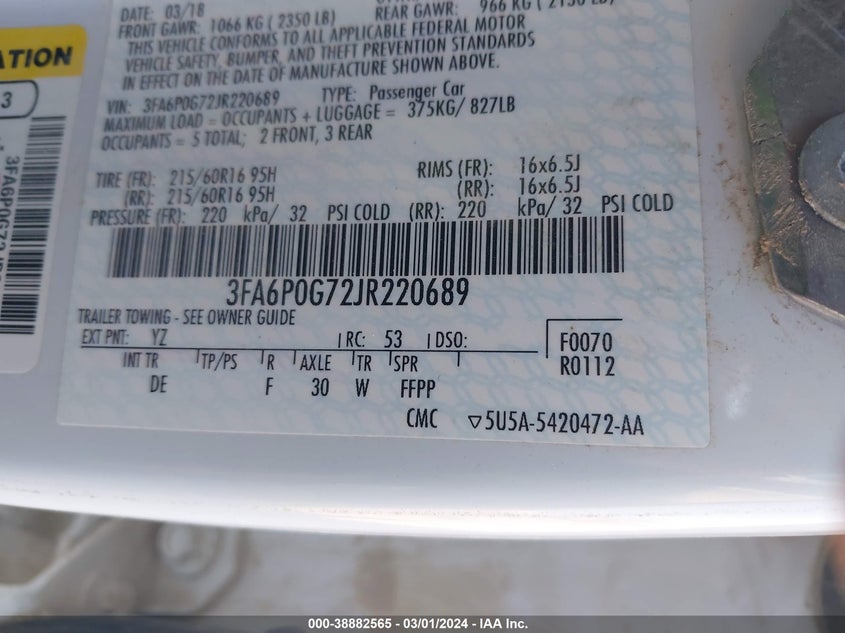 DATE: 03/18
FRONT GAWR: 1066 KG ( 2350 LB) REAR GAWR: 966 KG ( 2130 LB)
THIS VEHICLE CONFORMS TO ALL APPLICABLE FEDERAL MOTOR
VEHICLE SAFETY, BUMPER, AND THEFT PREVENTION STANDARDS
IN EFFECT ON THE DATE OF MANUFACTURE SHOWN ABOVE.
VIN: 3FA6P0G72JR220689 TYPE: Passenger Car
MAXIMUM LOAD = OCCUPANTS + LUGGAGE = 375KG/ 827LB
OCCUPANTS = 5 TOTAL; 2 FRONT, 3 REAR
TIRE (FR): 215/60R16 95H RIMS (FR): 16x6.5J
(RR): 215/60R16 95H (RR): 16x6.5J
PRESSURE (FR): 220 kPa/ 32 PSI COLD (RR): 220 kPa/ 32 PSI COLD
3FA6P0G72JR220689
TRAILER TOWING - SEE OWNER GUIDE
EXT PNT: YZ RC: 53 DSO: F0070
INT TR TP/PS R AXLE TR SPR R0112
DE F 30 W FFPP
CMC ▽5U5A-5420472-AA
3
000-38882565 - 03/01/2024 - IAA Inc.